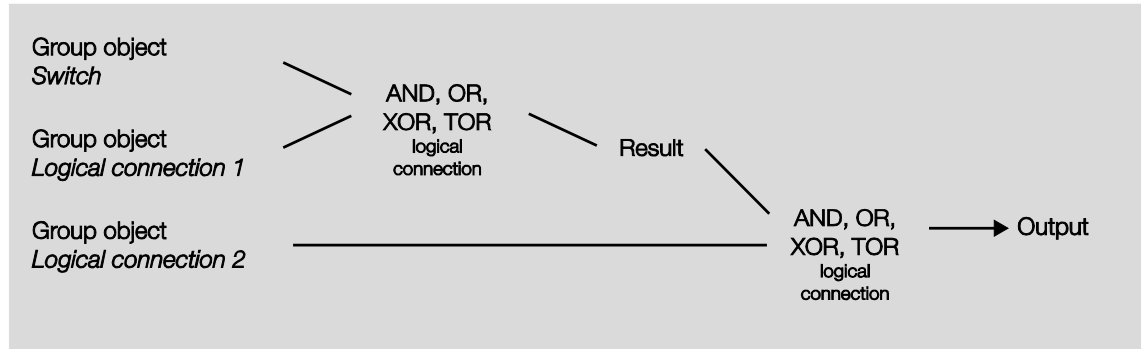 Group object
Switch
AND, OR,
XOR, TOR
logical
connection
Group object
Logical connection 1
Result
Group object
Logical connection 2
AND, OR,
XOR, TOR
logical
connection
Output